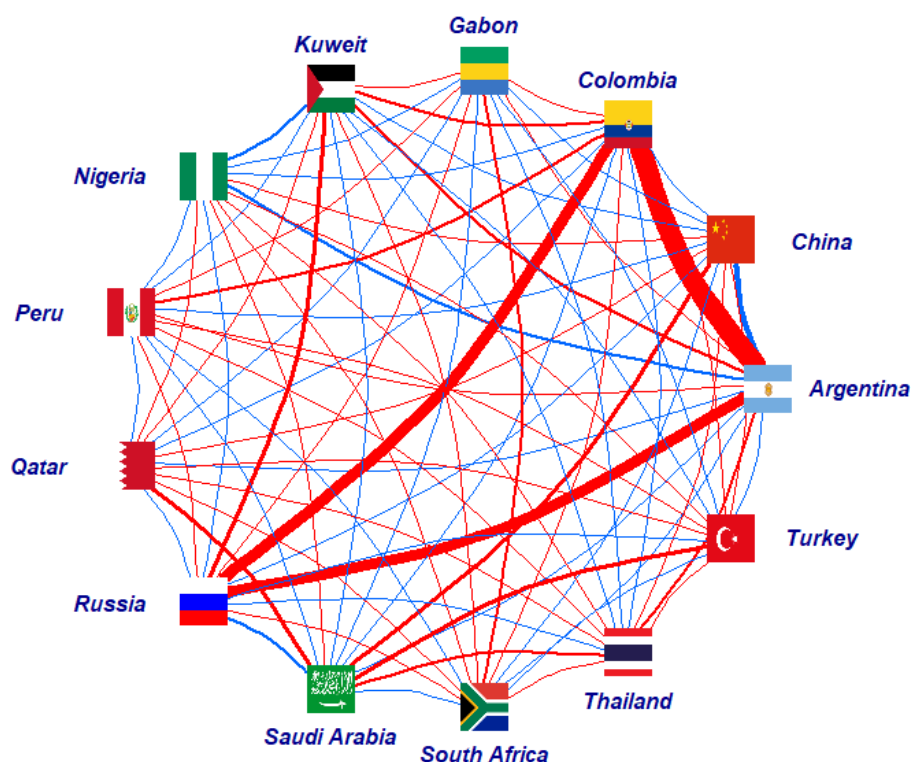 Gabon
Kuweit
Colombia
Nigeria
China
Peru
Argentina
Qatar
Turkey
Russia
Thailand
Saudi Arabia
South Africa